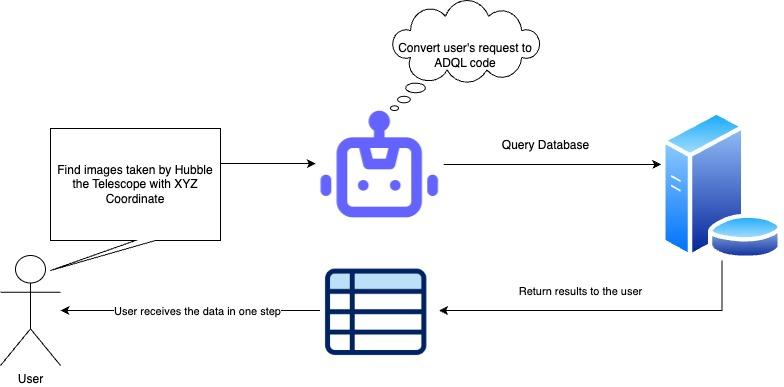 Convert user's request to
ADQL code
Find images taken by Hubble
the Telescope with XYZ
Coordinate
Query Database
Return results to the user
User receives the data in one step
User